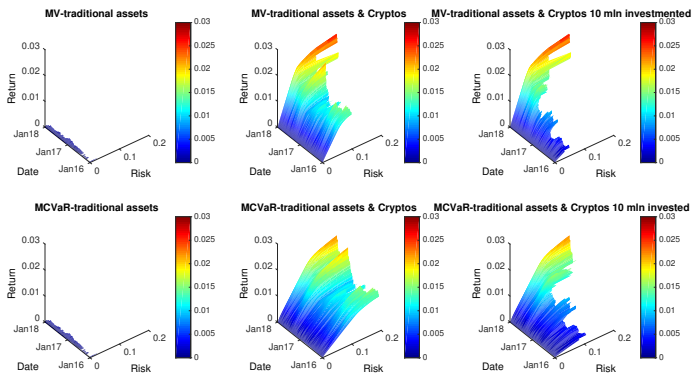 MV-traditional assets
0.03
0.02
0.01
0
Return
Jan18
Jan17
Jan16
Date
0
0.1
0.2
Risk
0.03
0.025
0.02
0.015
0.01
0.005
0
MV-traditional assets & Cryptos
0.03
0.02
0.01
0
Return
Jan18
Jan17
Jan16
Date
0
0.1
0.2
Risk
0.03
0.025
0.02
0.015
0.01
0.005
0
MV-traditional assets & Cryptos 10 mln investmented
0.03
0.02
0.01
0
Return
Jan18
Jan17
Jan16
Date
0
0.1
0.2
Risk
0.03
0.025
0.02
0.015
0.01
0.005
0
MCVaR-traditional assets
0.03
0.02
0.01
0
Return
Jan18
Jan17
Jan16
Date
0
0.1
0.2
Risk
0.03
0.025
0.02
0.015
0.01
0.005
0
MCVaR-traditional assets & Cryptos
0.03
0.02
0.01
0
Return
Jan18
Jan17
Jan16
Date
0
0.1
0.2
Risk
0.03
0.025
0.02
0.015
0.01
0.005
0
MCVaR-traditional assets & Cryptos 10 mln invested
0.03
0.02
0.01
0
Return
Jan18
Jan17
Jan16
Date
0
0.1
0.2
Risk
0.03
0.025
0.02
0.015
0.01
0.005
0